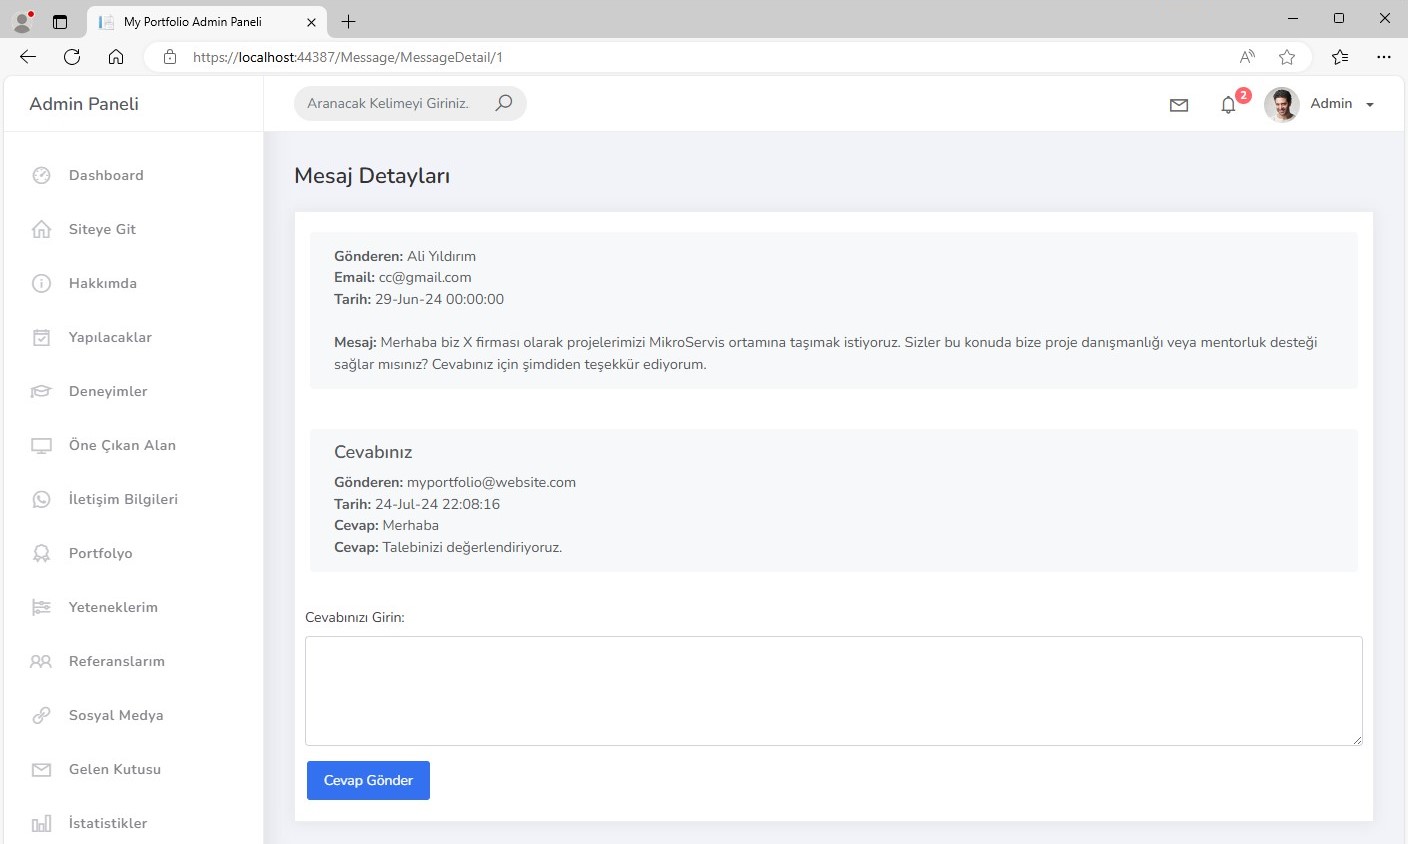 My Portfolio Admin Paneli
https://localhost:44387/Message/MessageDetail/1
Admin Paneli
Aranacak Kelimeyi Giriniz.
2
Admin
Dashboard
Siteye Git
Hakkımda
Yapılacaklar
Deneyimler
Öne Çıkan Alan
İletişim Bilgileri
Portfolyo
Yeteneklerim
Referanslarım
Sosyal Medya
Gelen Kutusu
İstatistikler
Mesaj Detayları
Gönderen: Ali Yıldırım
Email: cc@gmail.com
Tarih: 29-Jun-24 00:00:00
Mesaj: Merhaba biz X firması olarak projelerimizi MikroServis ortamına taşımak istiyoruz. Sizler bu konuda bize proje danışmanlığı veya mentorluk desteği
sağlar mısınız? Cevabınız için şimdiden teşekkür ediyorum.
Cevabınız
Gönderen: myportfolio@website.com
Tarih: 24-Jul-24 22:08:16
Cevap: Merhaba
Cevap: Talebinizi değerlendiriyoruz.
Cevabınızı Girin:
Cevap Gönder